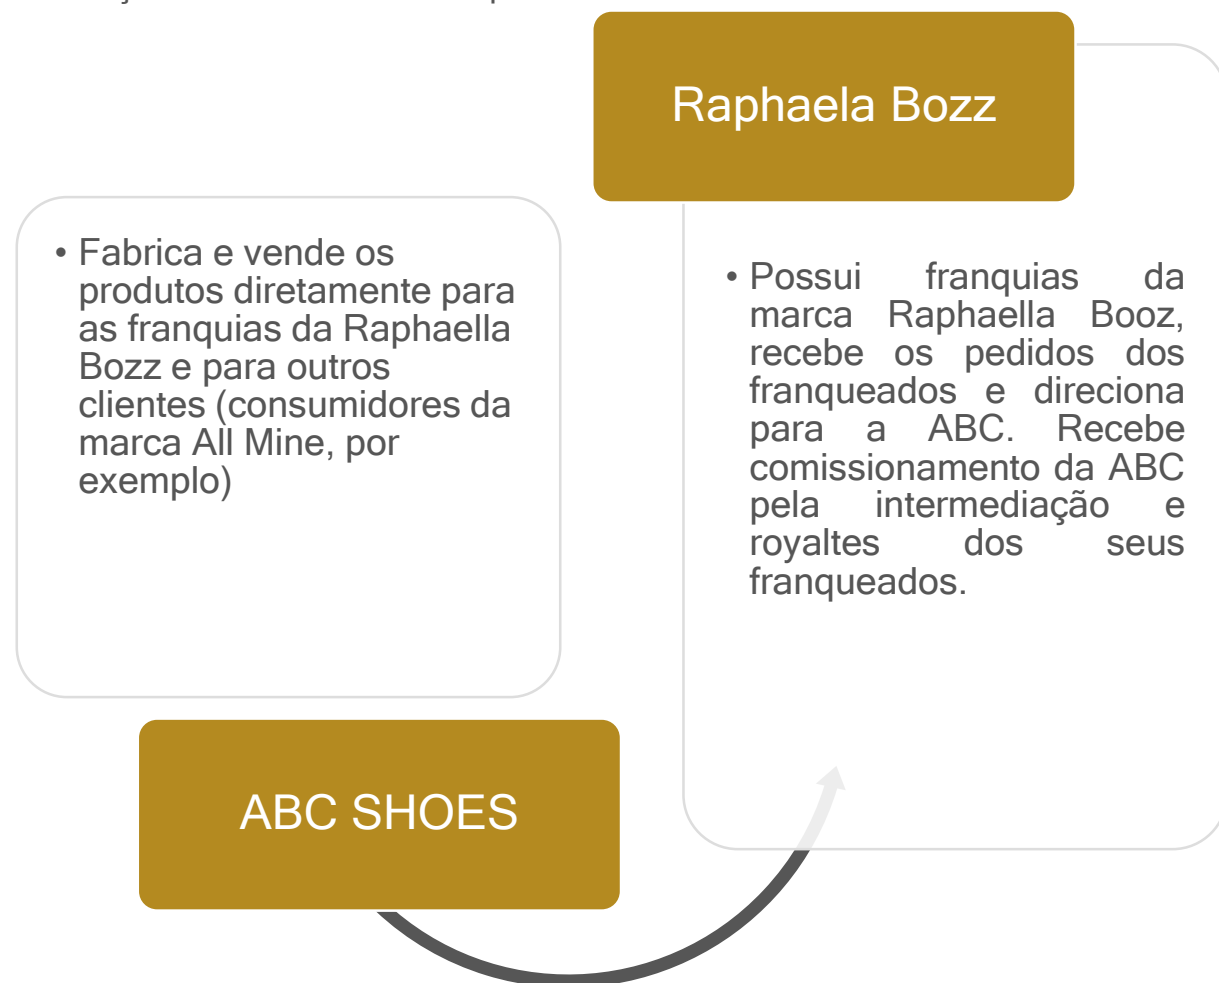 Raphaela Bozz
• Fabrica e vende os
produtos diretamente para
as franquias da Raphaella
Bozz e para outros
clientes (consumidores da
marca All Mine, por
exemplo)
• Possui franquias da
marca Raphaella Booz,
recebe os pedidos dos
franqueados e direciona
para a ABC. Recebe
comissionamento da ABC
pela intermediação e
royaltes dos seus
franqueados.
ABC SHOES